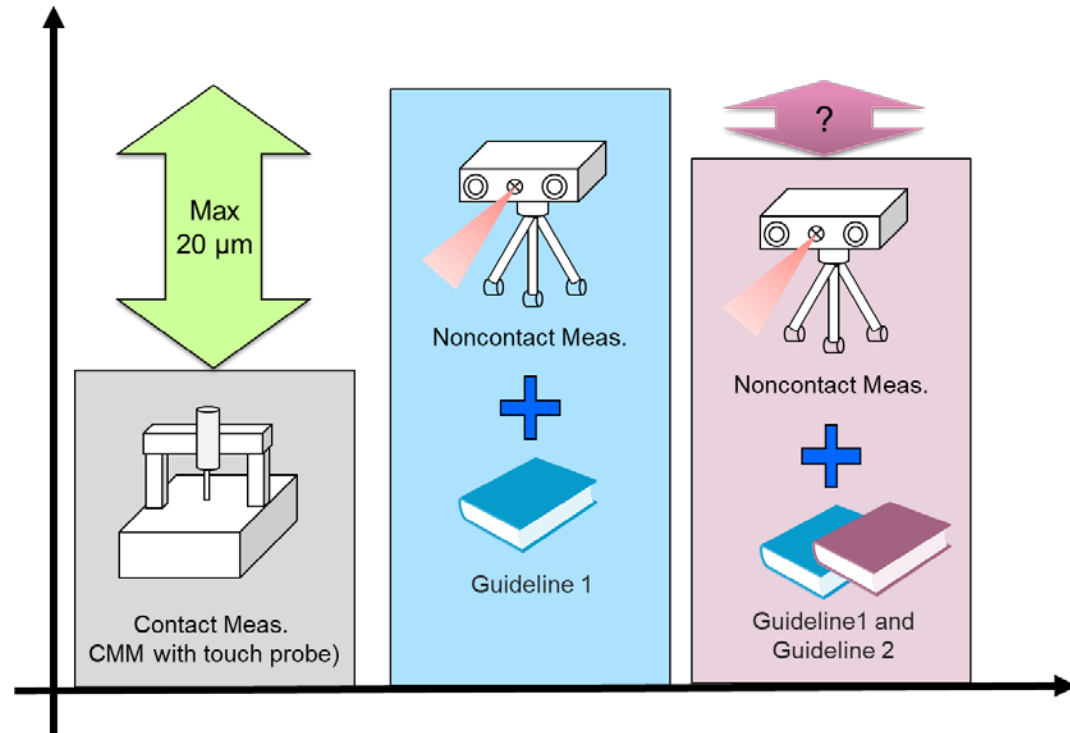 Max
20 μm
Contact Meas.
CMM with touch probe)
Noncontact Meas.
Guideline 1
?
Noncontact Meas.
Guideline1 and
Guideline 2